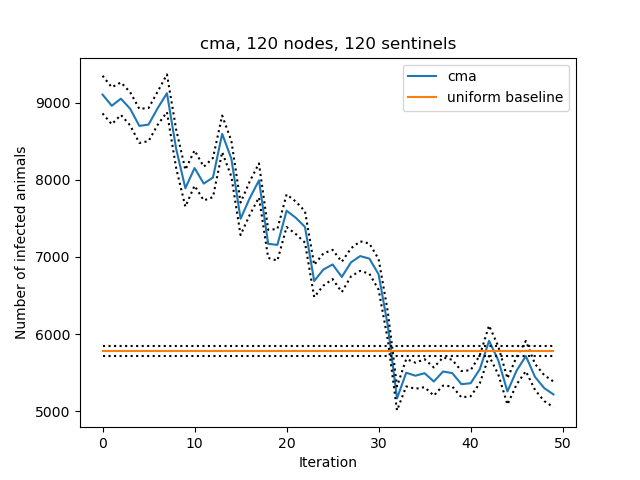 cma, 120 nodes, 120 sentinels
cma
uniform baseline
Number of infected animals
9000
8000
7000
6000
5000
0 10 20 30 40 50
Iteration